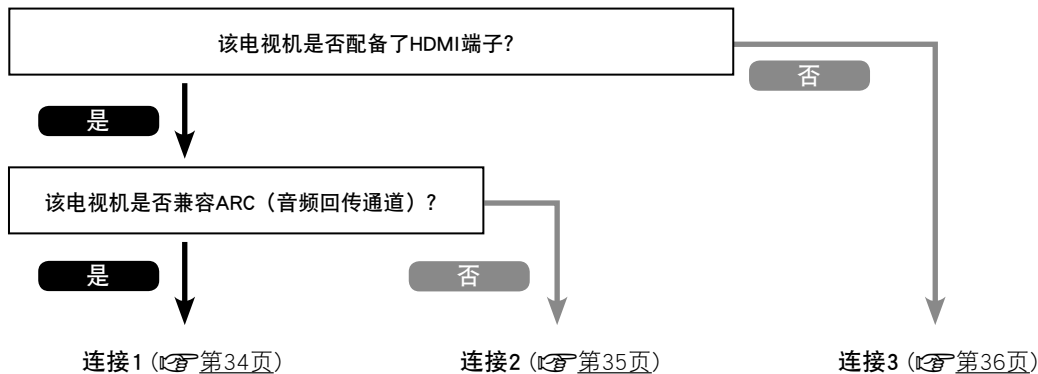 该电视机是否配备了HDMI端子?
否
是
该电视机是否兼容ARC（音频回传通道）?
是
否
连接1 (☞第34页)
连接2 (☞第35页)
连接3 (☞第36页)